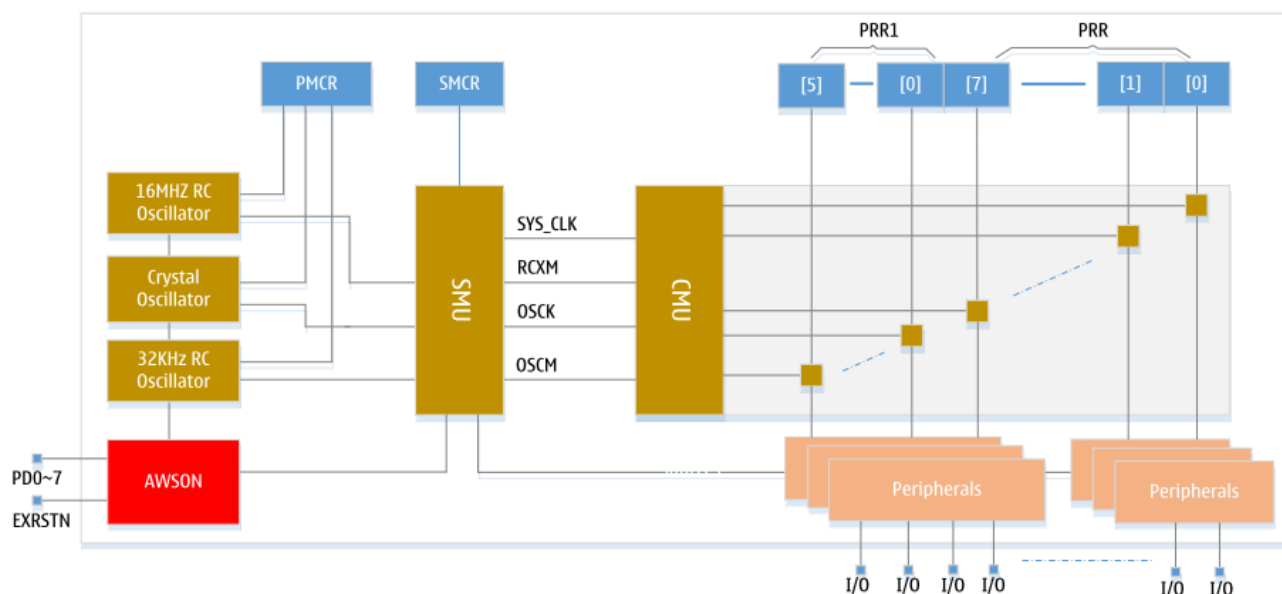 PRR1
PRR
PMCR
SMCR
[5]
[0]
[7]
[1]
[0]
16MHZ RC
Oscillator
Crystal
Oscillator
32KHz RC
Oscillator
AWSON
SMU
SYS_CLK
RCXM
OSCK
OSCM
CMU
PD0~7
EXRSTN
Peripherals
Peripherals
I/O
I/O
I/O
I/O
I/O
I/O